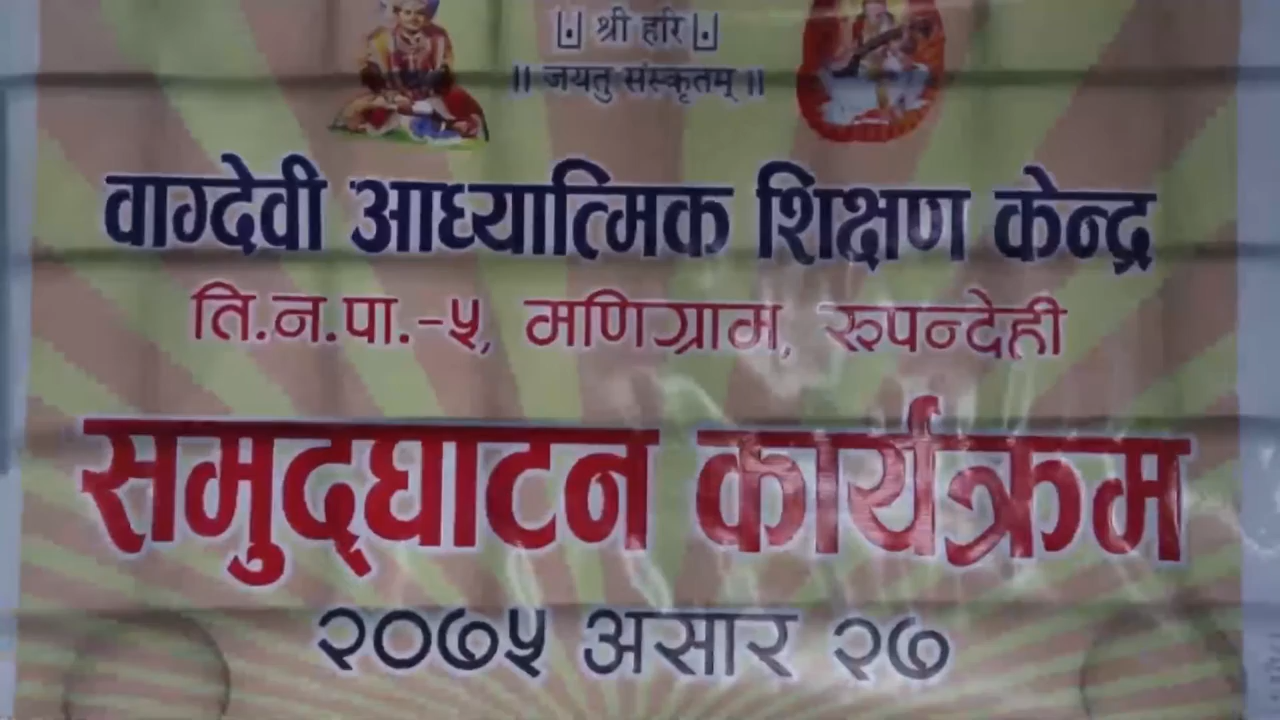 श्री हरि
॥ जयतु संस्कृतम् ॥
वाग्देवी आध्यात्मिक शिक्षण केन्द्र
ति.न.पा.-५, मणिग्राम, रुपन्देही
समुद्घाटन कार्यक्रम
२०७५ असार २७